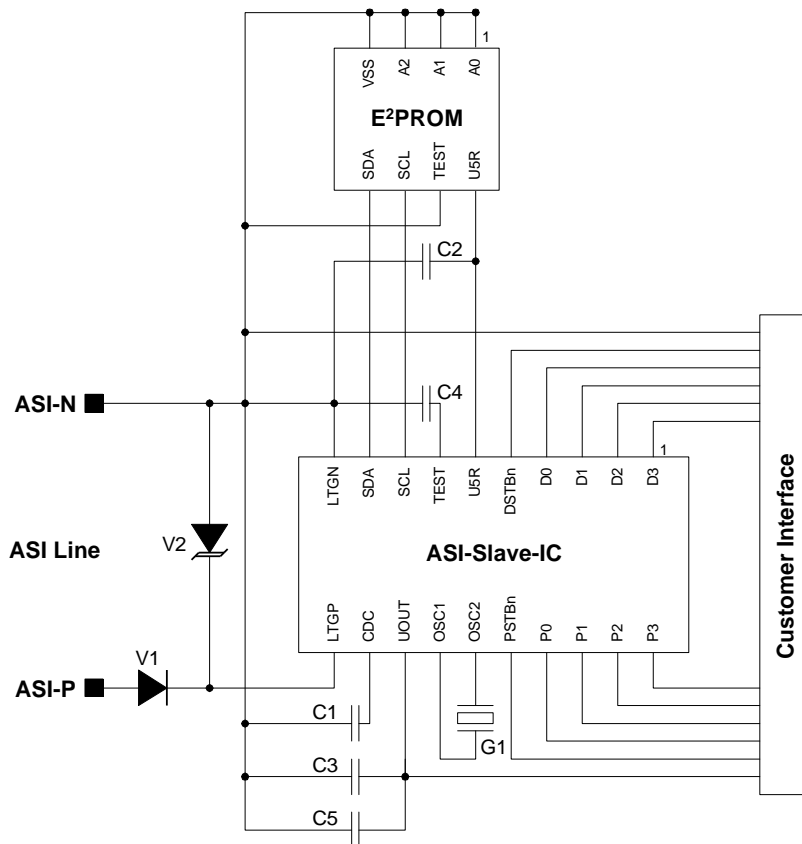 1
VSS
A2
A1
A0
E²PROM
SDA
SCL
TEST
U5R
C2
ASI-N
C4
1
LTGN
SDA
SCL
TEST
U5R
DSTBn
D0
D1
D2
D3
ASI Line
V2
ASI-Slave-IC
Customer Interface
LTGP
CDC
UOUT
OSC1
OSC2
PSTBn
P0
P1
P2
P3
V1
ASI-P
C1
G1
C3
C5